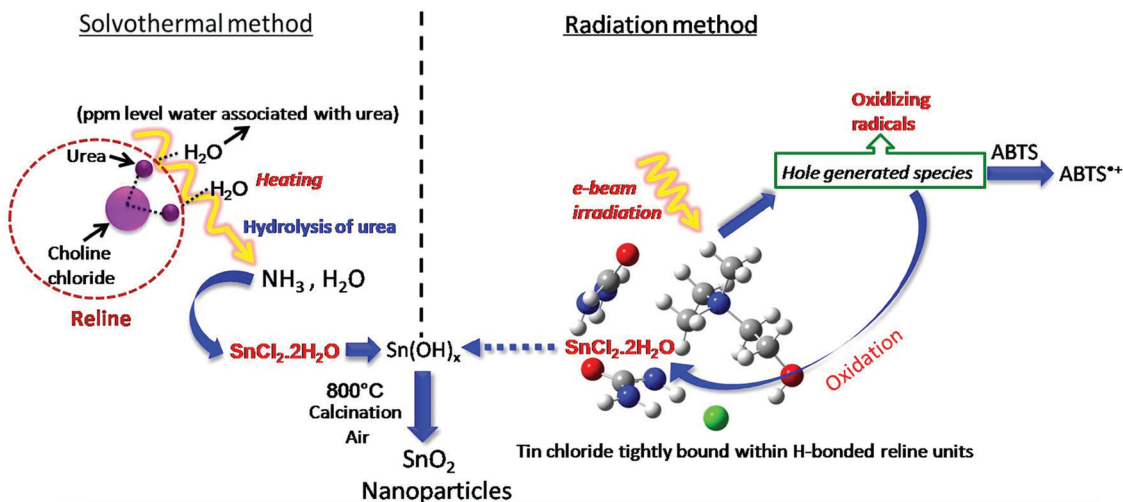 Solvothermal method
(ppm level water associated with urea)
Urea
H₂O
H₂O
Heating
Hydrolysis of urea
Choline
chloride
NH₃ , H₂O
Reline
SnCl₂.2H₂O
Sn(OH)ₓ
800°C
Calcination
Air
SnO₂
Nanoparticles
Radiation method
Oxidizing
radicals
Hole generated species
ABTS
ABTS•+
e-beam
irradiation
SnCl₂.2H₂O
Oxidation
Tin chloride tightly bound within H-bonded reline units